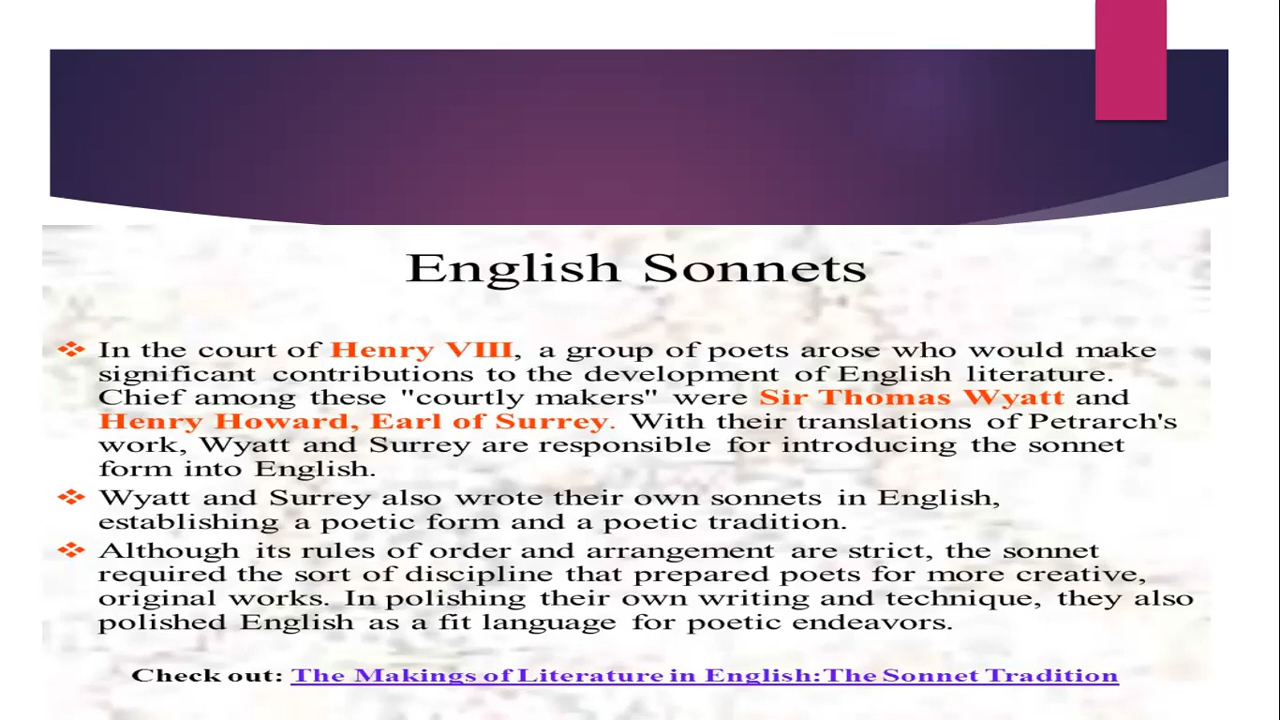 English Sonnets
❖ In the court of Henry VIII, a group of poets arose who would make
significant contributions to the development of English literature.
Chief among these "courtly makers" were Sir Thomas Wyatt and
Henry Howard, Earl of Surrey. With their translations of Petrarch's
work, Wyatt and Surrey are responsible for introducing the sonnet
form into English.
❖ Wyatt and Surrey also wrote their own sonnets in English,
establishing a poetic form and a poetic tradition.
❖ Although its rules of order and arrangement are strict, the sonnet
required the sort of discipline that prepared poets for more creative,
original works. In polishing their own writing and technique, they also
polished English as a fit language for poetic endeavors.
Check out: The Makings of Literature in English:The Sonnet Tradition